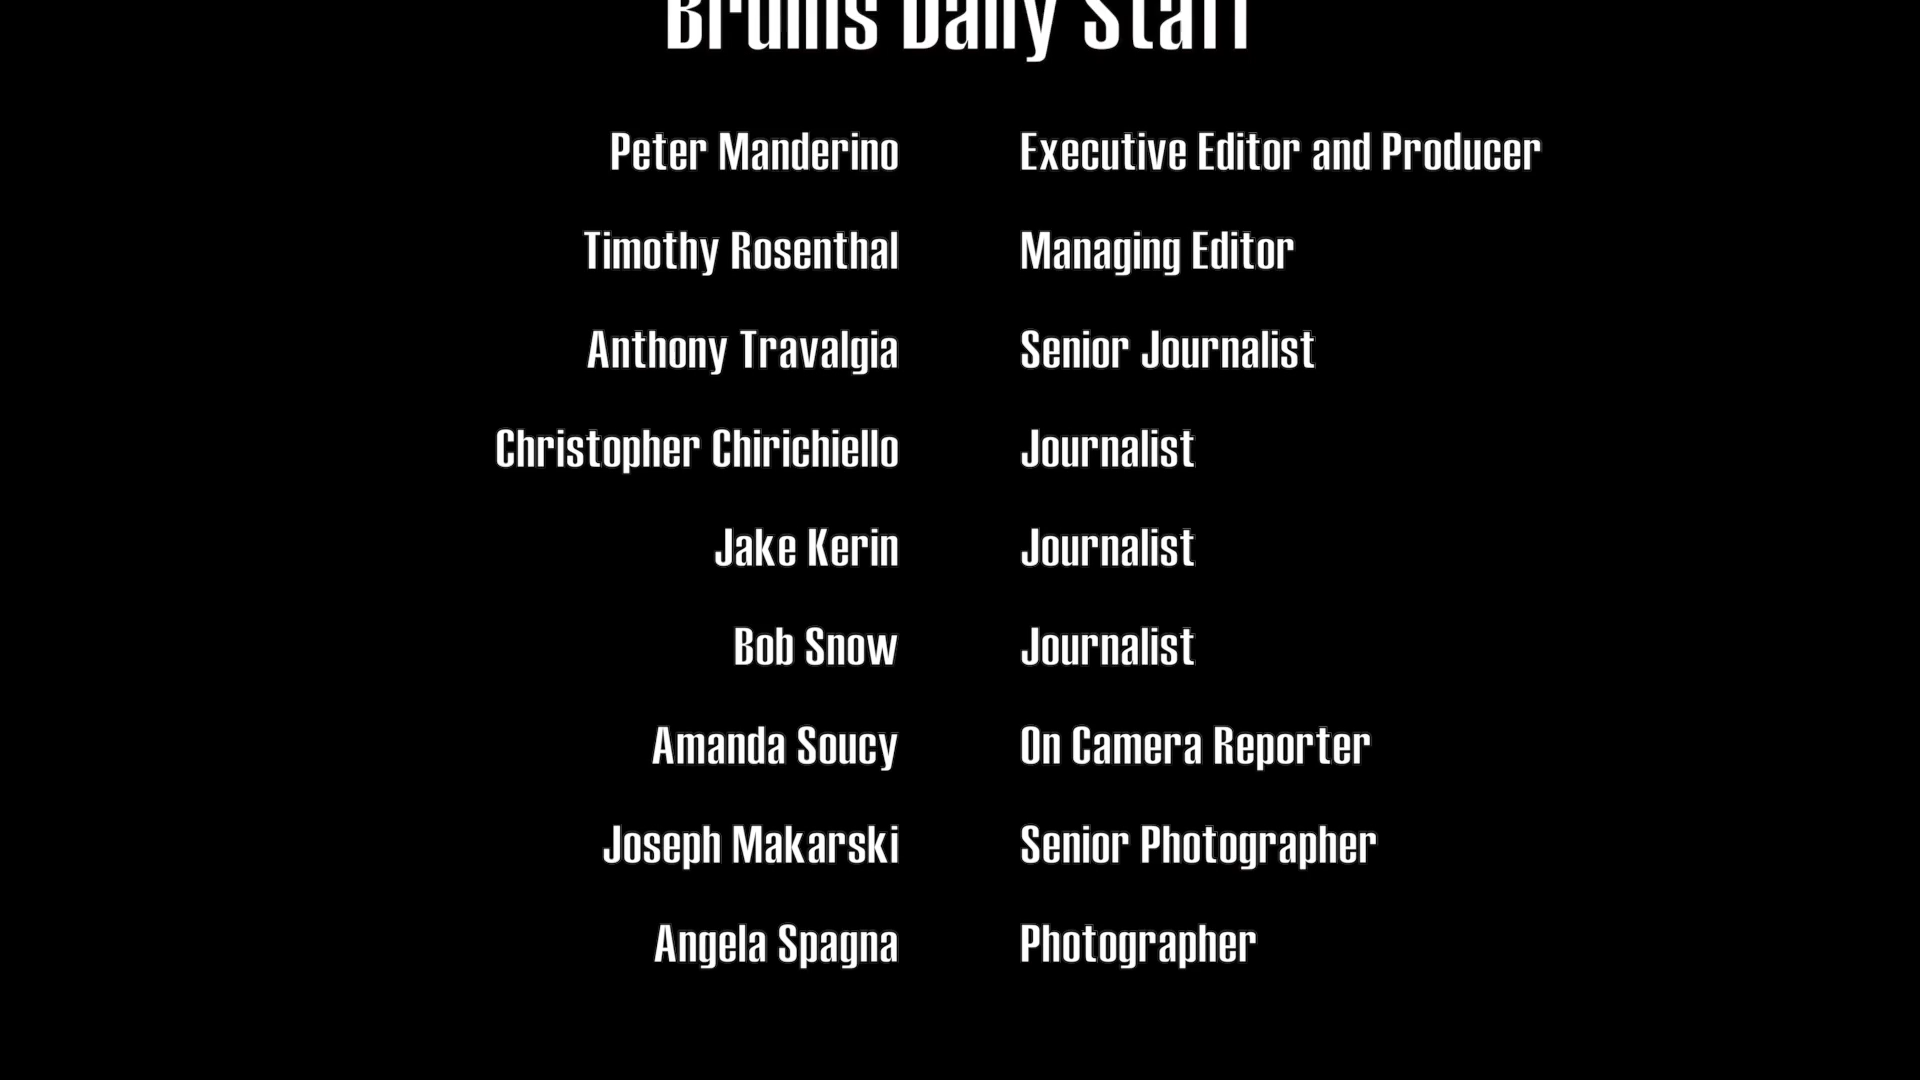 Bruins Daily Staff
Peter Manderino Executive Editor and Producer
Timothy Rosenthal Managing Editor
Anthony Travalgia Senior Journalist
Christopher Chirichiello Journalist
Jake Kerin Journalist
Bob Snow Journalist
Amanda Soucy On Camera Reporter
Joseph Makarski Senior Photographer
Angela Spagna Photographer